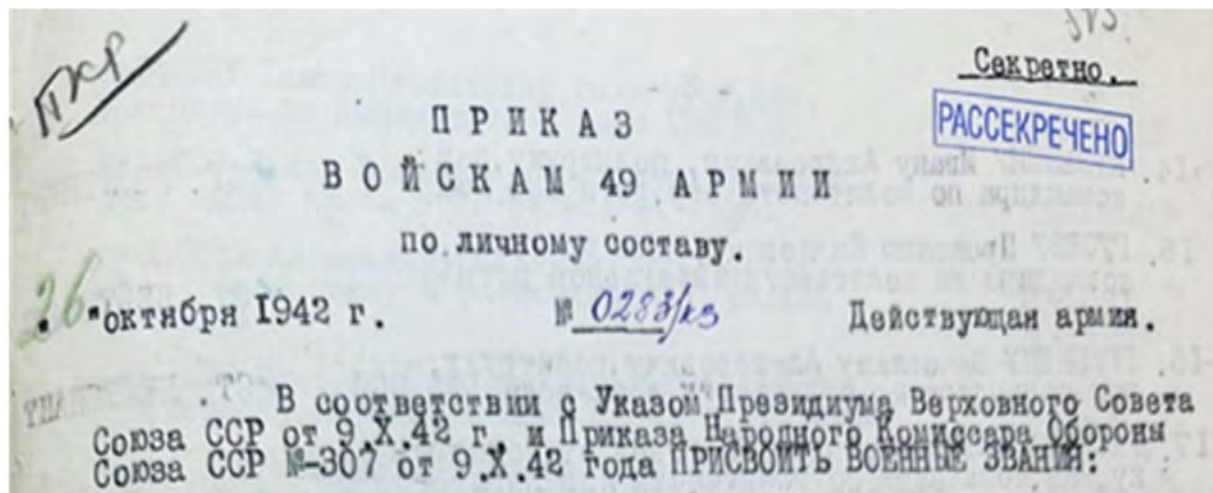 Секретно.
РАССЕКРЕЧЕНО
ПРИКАЗ
ВОЙСКАМ 49 АРМИИ
по личному составу.
26 "октября 1942 г. № 0283/кз Действующая армия.
В соответствии с Указом Президиума Верховного Совета
Союза ССР от 9.X.42 г. и Приказа Народного Комиссара Обороны
Союза ССР №-307 от 9.X.42 года ПРИСВОИТЬ ВОЕННЫЕ ЗВАНИЯ: